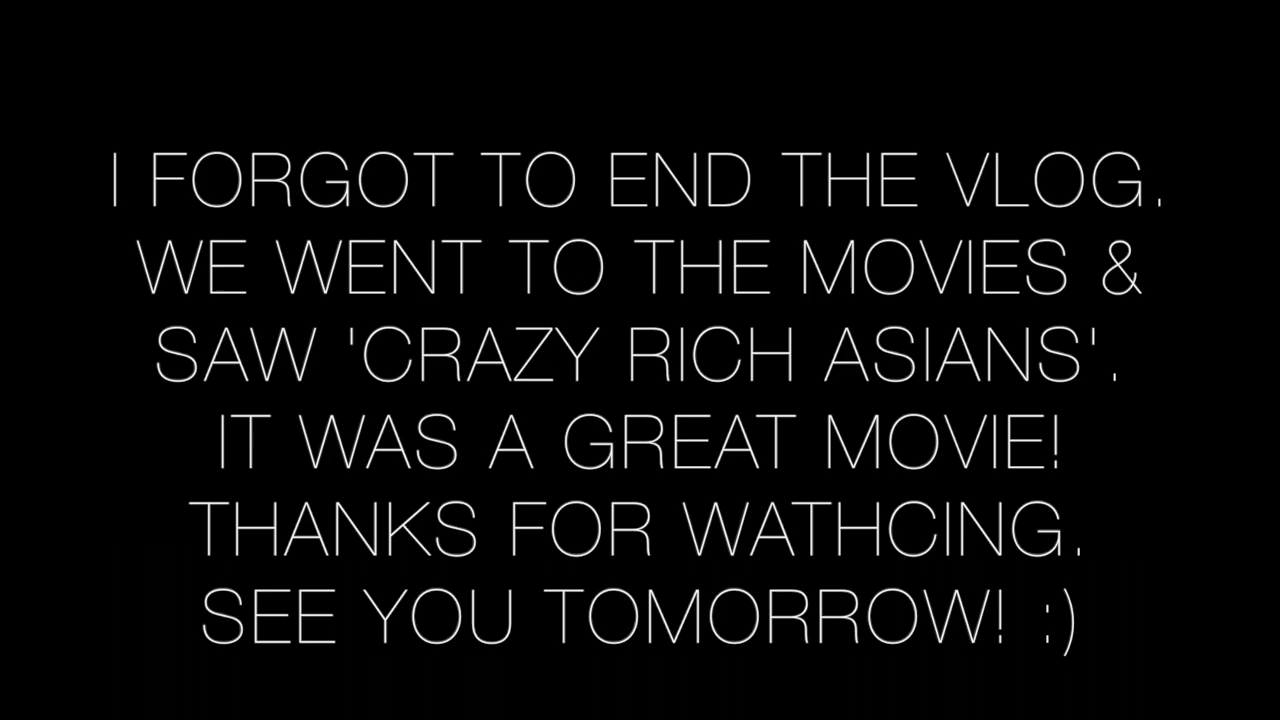 I FORGOT TO END THE VLOG.
WE WENT TO THE MOVIES &
SAW 'CRAZY RICH ASIANS'.
IT WAS A GREAT MOVIE!
THANKS FOR WATHCING.
SEE YOU TOMORROW! :)